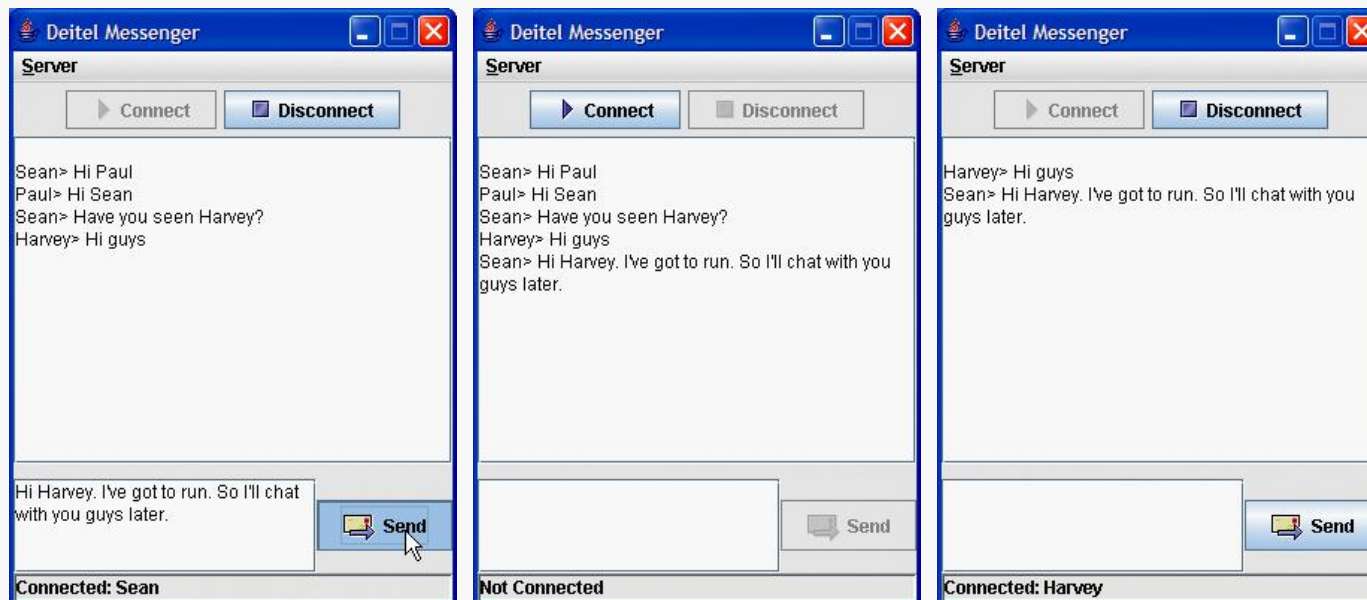 Deitel Messenger
Server
Connect Disconnect
Sean> Hi Paul
Paul> Hi Sean
Sean> Have you seen Harvey?
Harvey> Hi guys
Hi Harvey. I've got to run. So I'll chat
with you guys later.
Send
Connected: Sean
Deitel Messenger
Server
Connect Disconnect
Sean> Hi Paul
Paul> Hi Sean
Sean> Have you seen Harvey?
Harvey> Hi guys
Sean> Hi Harvey. I've got to run. So I'll chat with you
guys later.
Send
Not Connected
Deitel Messenger
Server
Connect Disconnect
Harvey> Hi guys
Sean> Hi Harvey. I've got to run. So I'll chat with you
guys later.
Send
Connected: Harvey